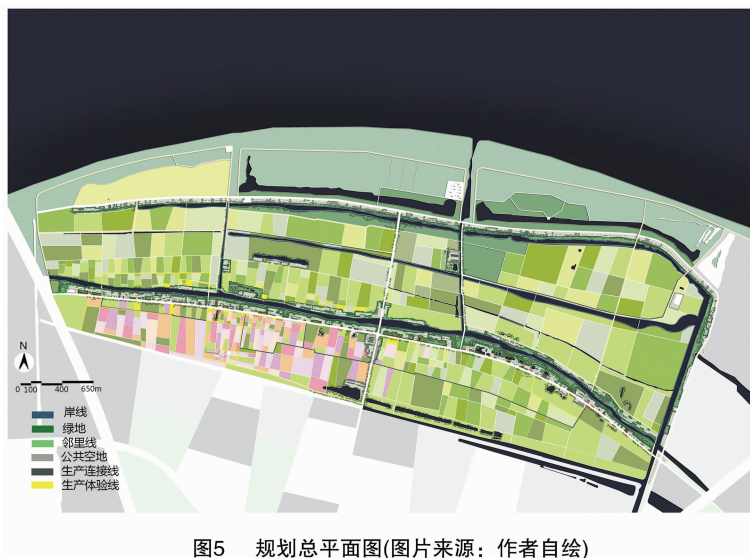 N
0 100 400 650m
岸线
绿地
邻里线
公共空地
生产连接线
生产体验线
图5 规划总平面图(图片来源：作者自绘)